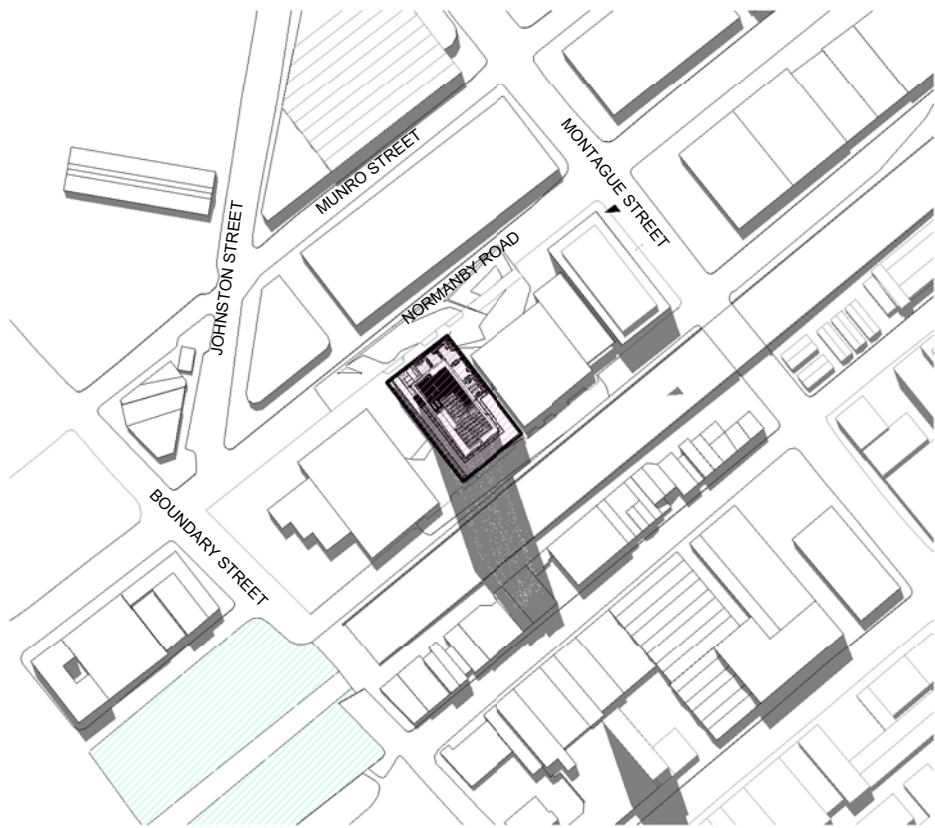 MONTAGUE STREET
MUNRO STREET
JOHNSTON STREET
NORMANBY ROAD
BOUNDARY STREET